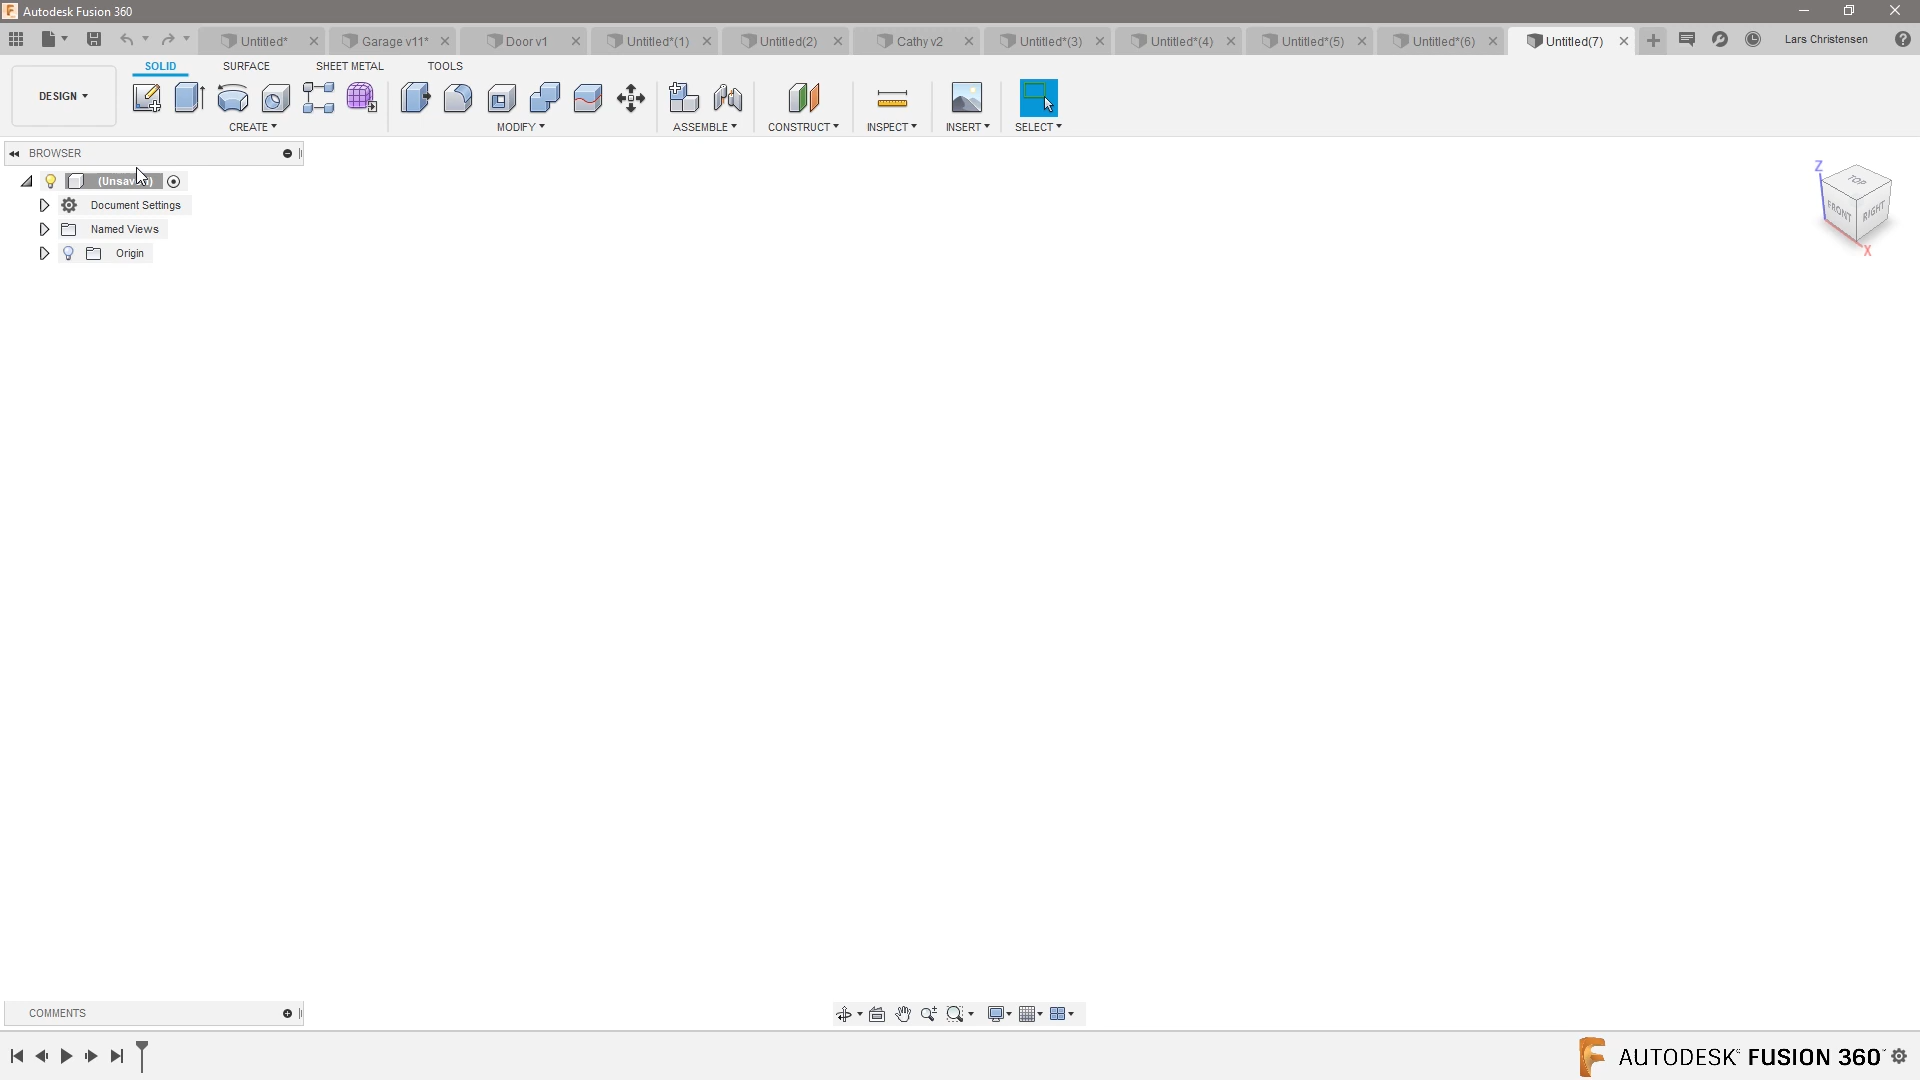 Autodesk Fusion 360
Untitled* Garage v11* Door v1 Untitled*(1) Untitled(2) Cathy v2 Untitled*(3) Untitled*(4) Untitled*(5) Untitled*(6) Untitled(7) Lars Christensen
SOLID SURFACE SHEET METAL TOOLS
DESIGN
CREATE MODIFY ASSEMBLE CONSTRUCT INSPECT INSERT SELECT
BROWSER
Document Settings
Named Views
Origin
Z
TOP
FRONT RIGHT
X
COMMENTS
AUTODESK FUSION 360